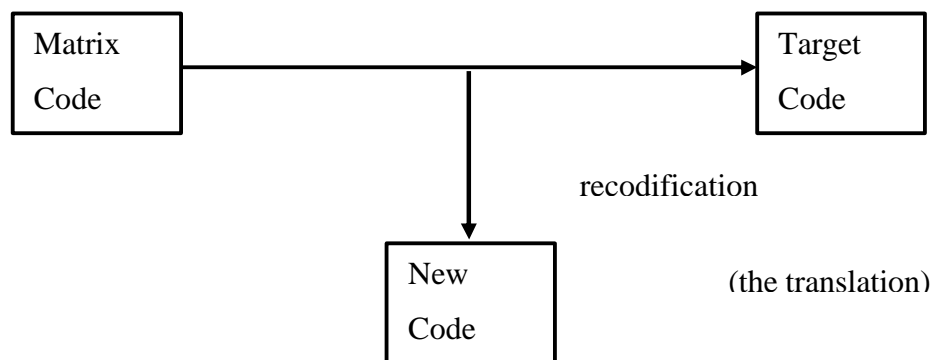 Matrix
Code
Target
Code
recodification
New
Code
(the translation)